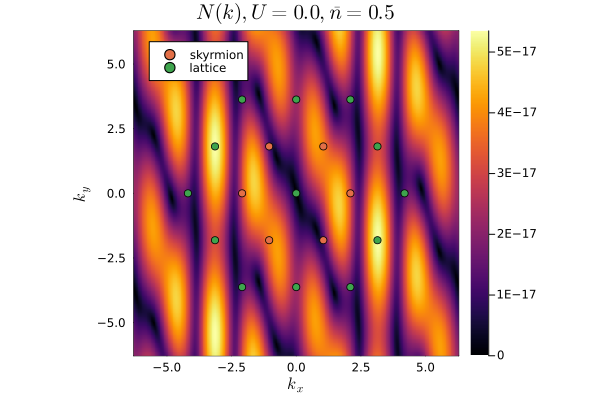 N(k), U = 0.0, n̄ = 0.5
skyrmion
lattice
5.0
2.5
0.0
−2.5
−5.0
k_y
−5.0 −2.5 0.0 2.5 5.0
k_x
5E−17
4E−17
3E−17
2E−17
1E−17
0